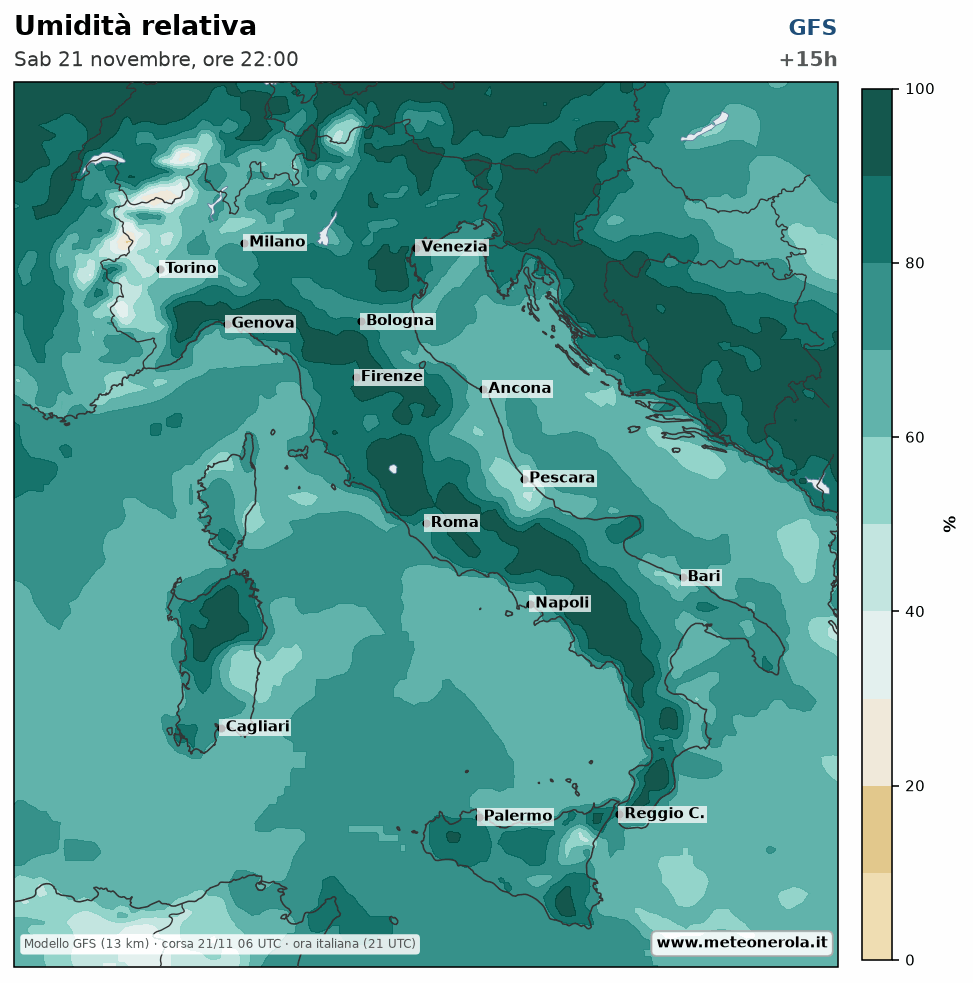 Umidità relativa
GFS
Sab 21 novembre, ore 22:00
+15h
100
80
60
40
20
0
%
Milano
Venezia
Torino
Genova
Bologna
Firenze
Ancona
Pescara
Roma
Bari
Napoli
Cagliari
Palermo
Reggio C.
Modello GFS (13 km) · corsa 21/11 06 UTC · ora italiana (21 UTC)
www.meteonerola.it